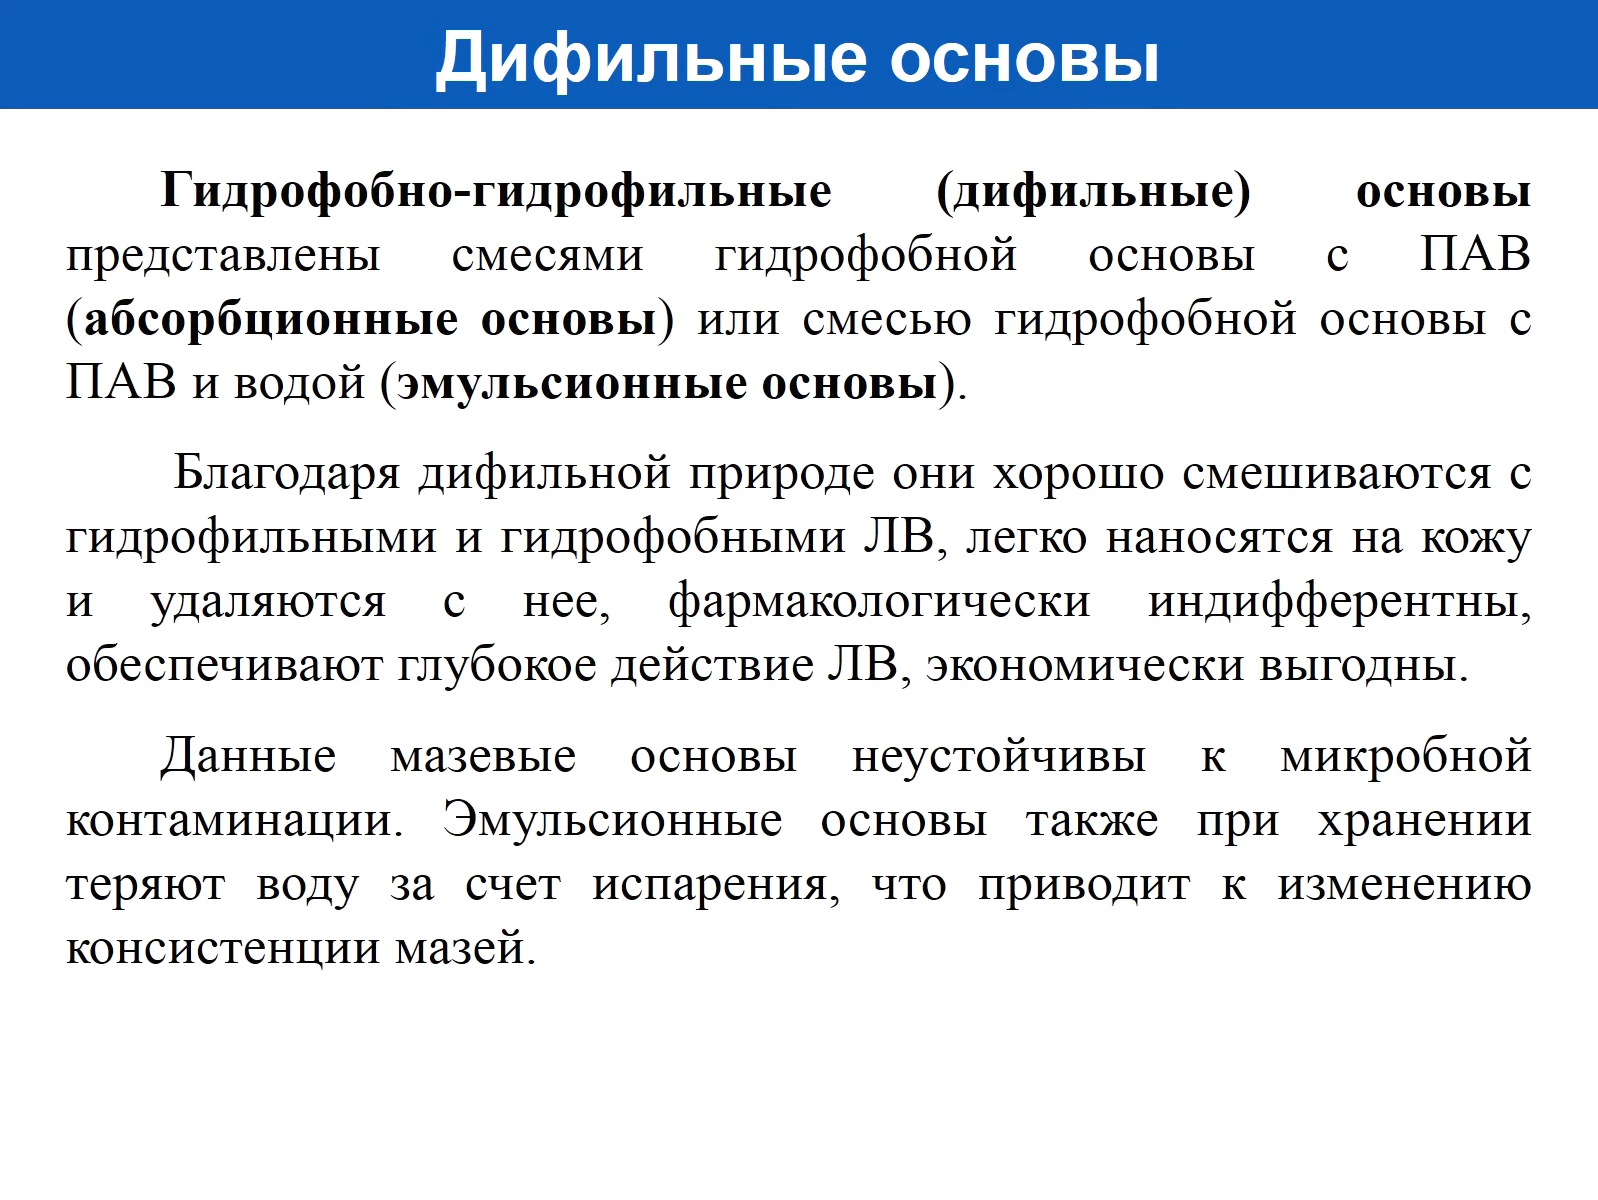 Дифильные основы
Гидрофобно-гидрофильные (дифильные) основы
представлены смесями гидрофобной основы с ПАВ
(абсорбционные основы) или смесью гидрофобной основы с
ПАВ и водой (эмульсионные основы).
Благодаря дифильной природе они хорошо смешиваются с
гидрофильными и гидрофобными ЛВ, легко наносятся на кожу
и удаляются с нее, фармакологически индифферентны,
обеспечивают глубокое действие ЛВ, экономически выгодны.
Данные мазевые основы неустойчивы к микробной
контаминации. Эмульсионные основы также при хранении
теряют воду за счет испарения, что приводит к изменению
консистенции мазей.